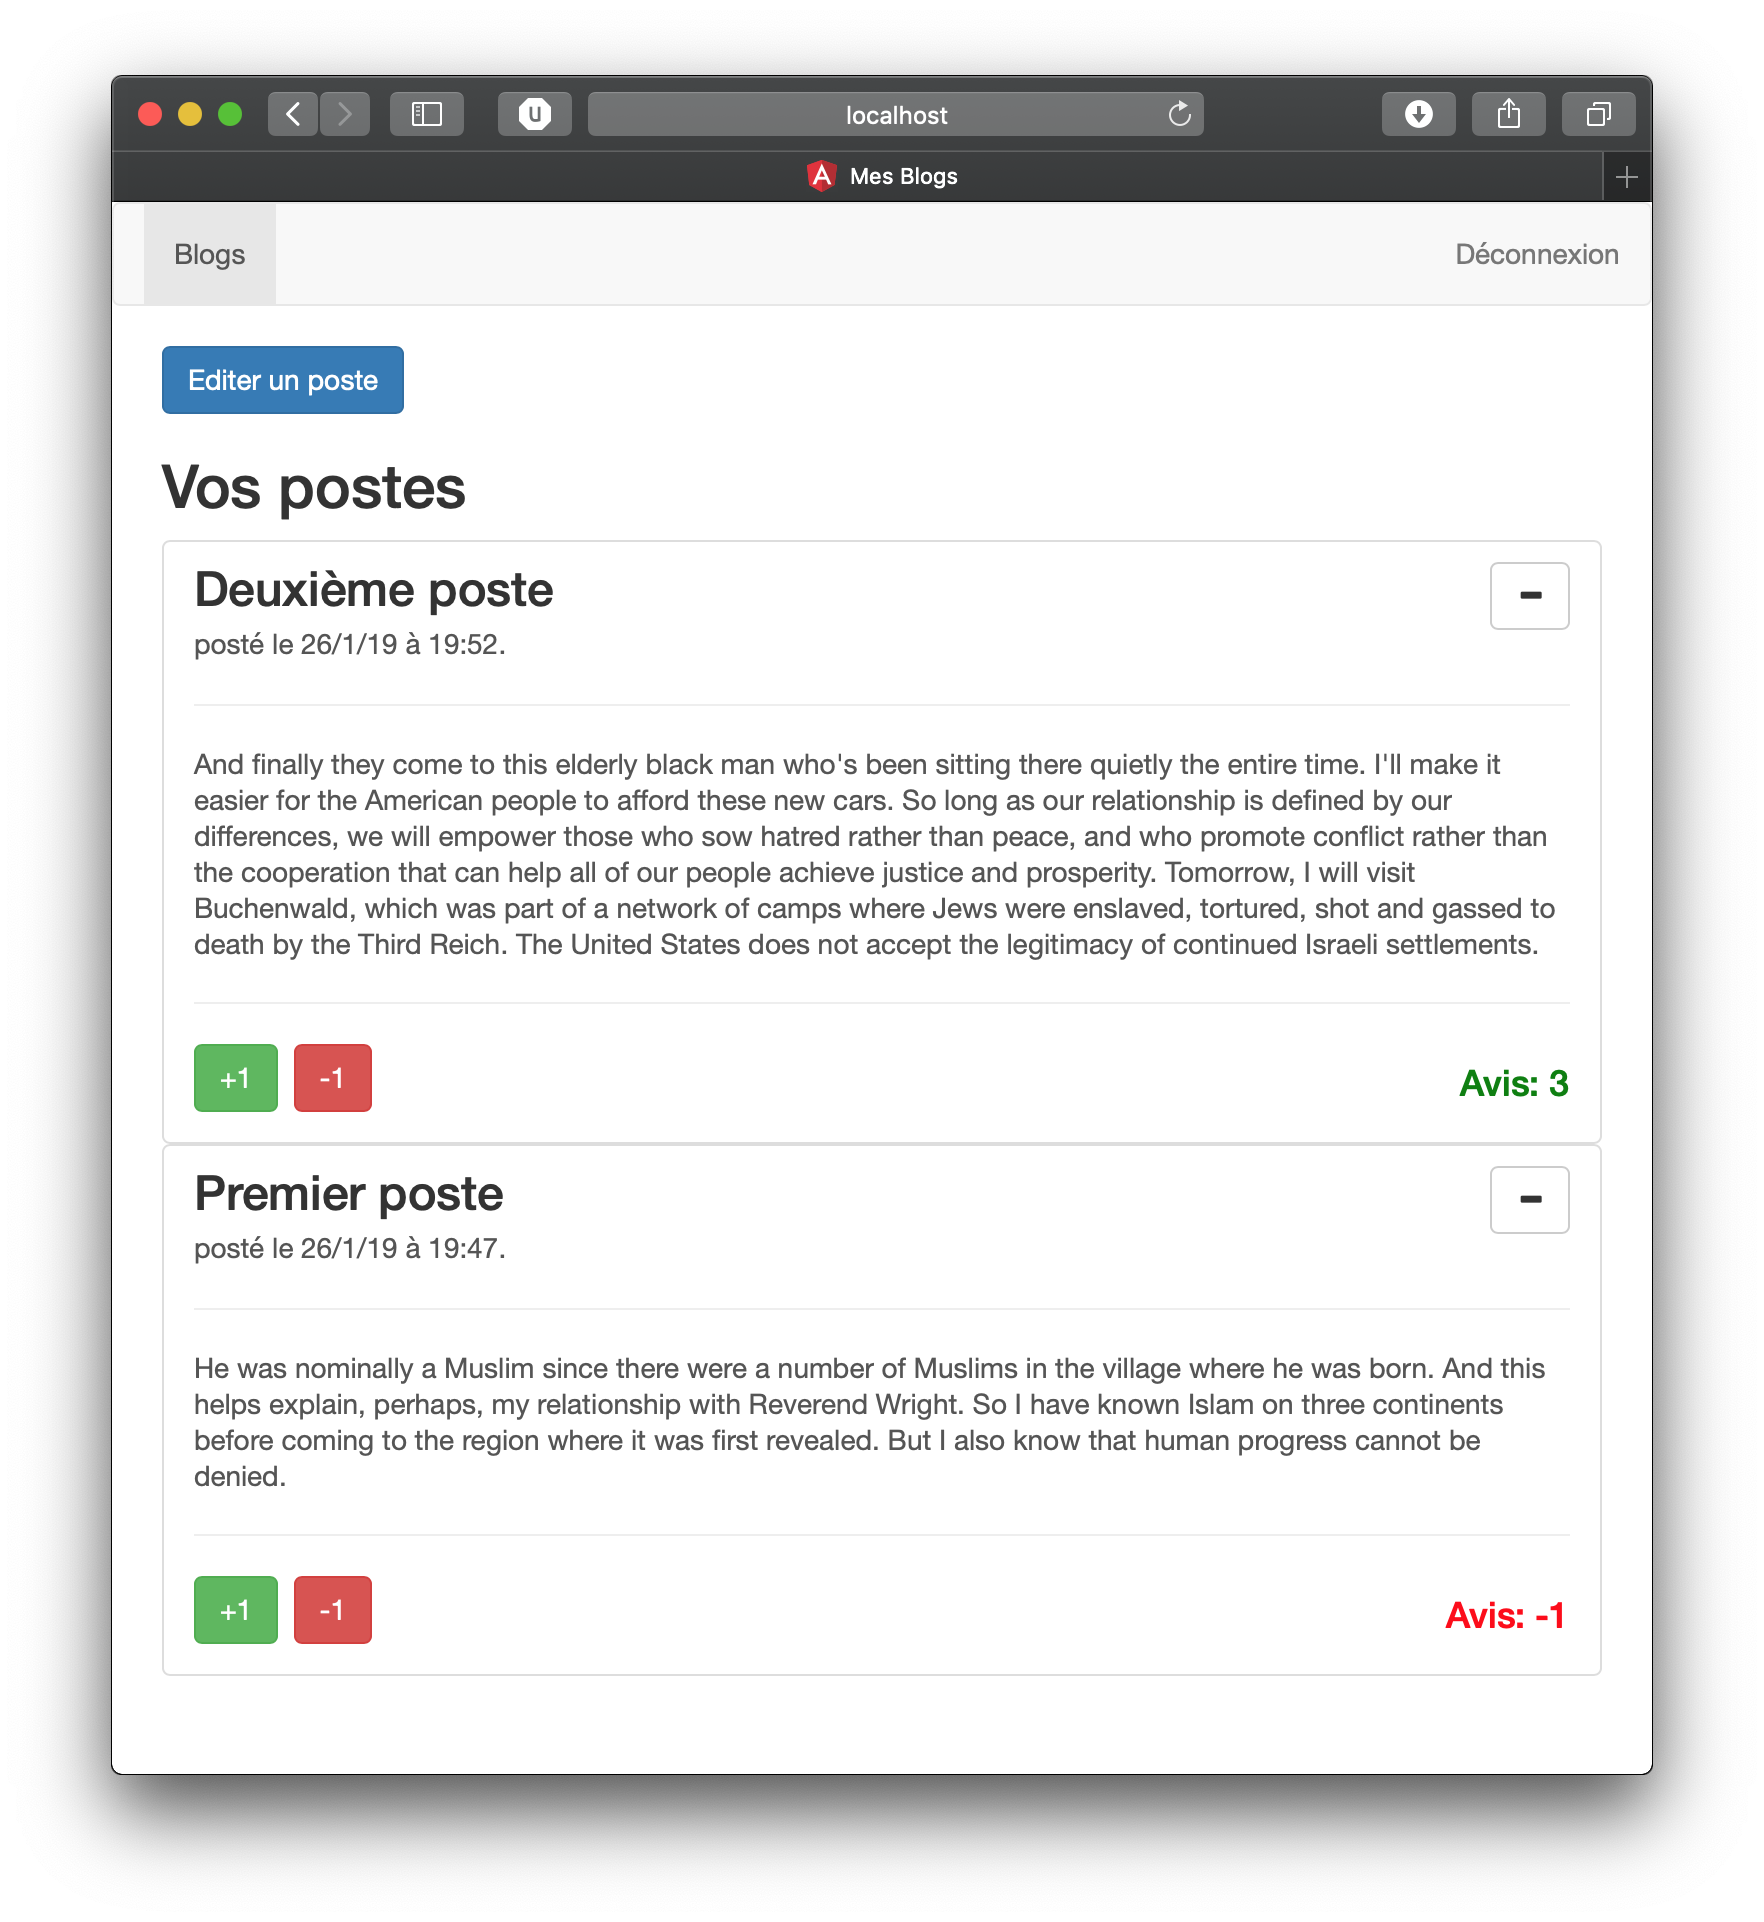 localhost
Mes Blogs
Blogs
Déconnexion
Editer un poste
Vos postes
Deuxième poste
posté le 26/1/19 à 19:52.
And finally they come to this elderly black man who's been sitting there quietly the entire time. I'll make it
easier for the American people to afford these new cars. So long as our relationship is defined by our
differences, we will empower those who sow hatred rather than peace, and who promote conflict rather than
the cooperation that can help all of our people achieve justice and prosperity. Tomorrow, I will visit
Buchenwald, which was part of a network of camps where Jews were enslaved, tortured, shot and gassed to
death by the Third Reich. The United States does not accept the legitimacy of continued Israeli settlements.
+1 -1
Avis: 3
Premier poste
posté le 26/1/19 à 19:47.
He was nominally a Muslim since there were a number of Muslims in the village where he was born. And this
helps explain, perhaps, my relationship with Reverend Wright. So I have known Islam on three continents
before coming to the region where it was first revealed. But I also know that human progress cannot be
denied.
+1 -1
Avis: -1